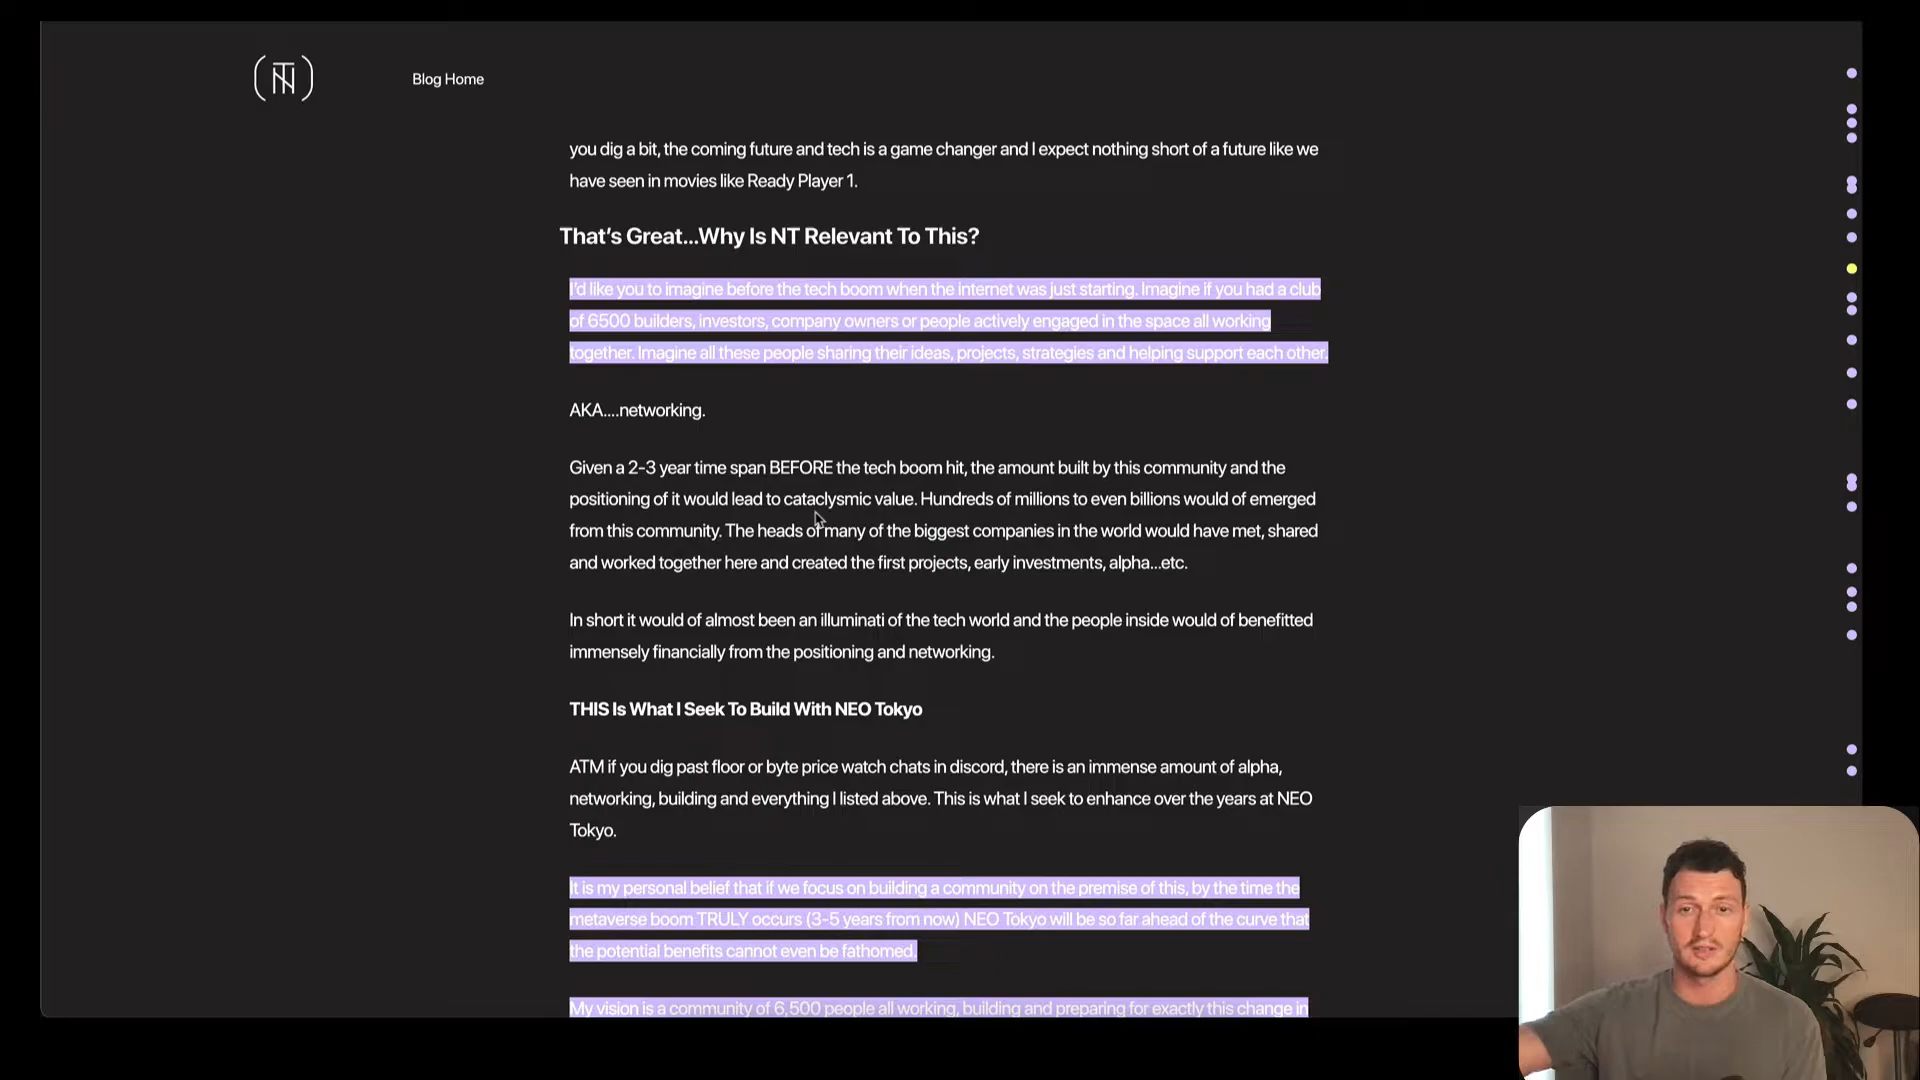 Blog Home
you dig a bit, the coming future and tech is a game changer and I expect nothing short of a future like we
have seen in movies like Ready Player 1.
That's Great...Why Is NT Relevant To This?
I'd like you to imagine before the tech boom when the internet was just starting. Imagine if you had a club
of 6500 builders, investors, company owners or people actively engaged in the space all working
together. Imagine all these people sharing their ideas, projects, strategies and helping support each other.
AKA....networking.
Given a 2-3 year time span BEFORE the tech boom hit, the amount built by this community and the
positioning of it would lead to cataclysmic value. Hundreds of millions to even billions would of emerged
from this community. The heads of many of the biggest companies in the world would have met, shared
and worked together here and created the first projects, early investments, alpha...etc.
In short it would of almost been an illuminati of the tech world and the people inside would of benefitted
immensely financially from the positioning and networking.
THIS Is What I Seek To Build With NEO Tokyo
ATM if you dig past floor or byte price watch chats in discord, there is an immense amount of alpha,
networking, building and everything I listed above. This is what I seek to enhance over the years at NEO
Tokyo.
It is my personal belief that if we focus on building a community on the premise of this, by the time the
metaverse boom TRULY occurs (3-5 years from now) NEO Tokyo will be so far ahead of the curve that
the potential benefits cannot even be fathomed.
My vision is a community of 6,500 people all working, building and preparing for exactly this change in